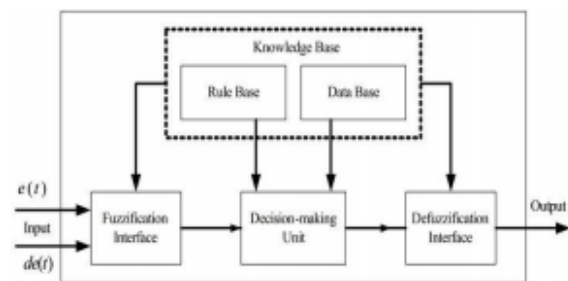 Knowledge Base
Rule Base
Data Base
e(t)
Input
de(t)
Fuzzification
Interface
Decision-making
Unit
Defuzzification
Interface
Output